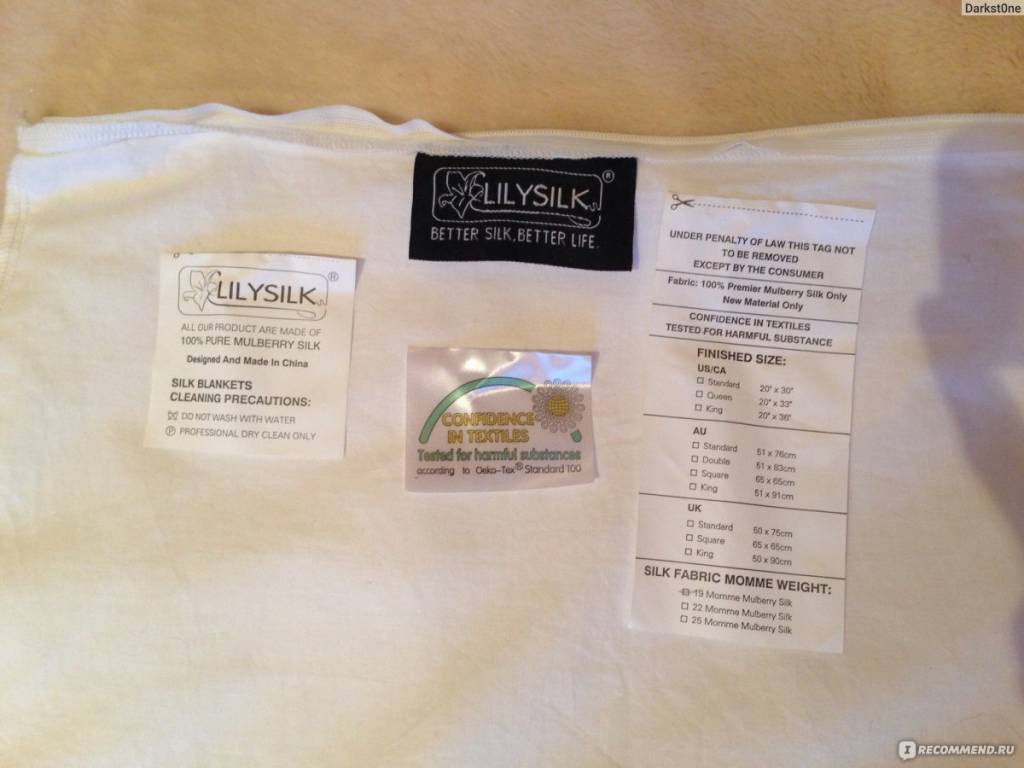 Darkst0ne
LILYSILK®
BETTER SILK, BETTER LIFE.
LILYSILK®
ALL OUR PRODUCT ARE MADE OF
100% PURE MULBERRY SILK
Designed And Made In China
SILK BLANKETS
CLEANING PRECAUTIONS:
DO NOT WASH WITH WATER
Ⓟ PROFESSIONAL DRY CLEAN ONLY
CONFIDENCE
IN TEXTILES
Tested for harmful substances
according to Oeko-Tex® Standard 100
UNDER PENALTY OF LAW THIS TAG NOT
TO BE REMOVED
EXCEPT BY THE CONSUMER
Fabric: 100% Premier Mulberry Silk Only
New Material Only
CONFIDENCE IN TEXTILES
TESTED FOR HARMFUL SUBSTANCE
FINISHED SIZE:
US/CA
☐ Standard 20" x 30"
☐ Queen 20" x 33"
☐ King 20" x 36"
AU
☐ Standard 51 x 76cm
☐ Double 51 x 83cm
☐ Square 65 x 65cm
☐ King 51 x 91cm
UK
☐ Standard 50 x 75cm
☐ Square 65 x 65cm
☐ King 50 x 90cm
SILK FABRIC MOMME WEIGHT:
☐ 19 Momme Mulberry Silk
☐ 22 Momme Mulberry Silk
☐ 25 Momme Mulberry Silk
IRECOMMEND.RU